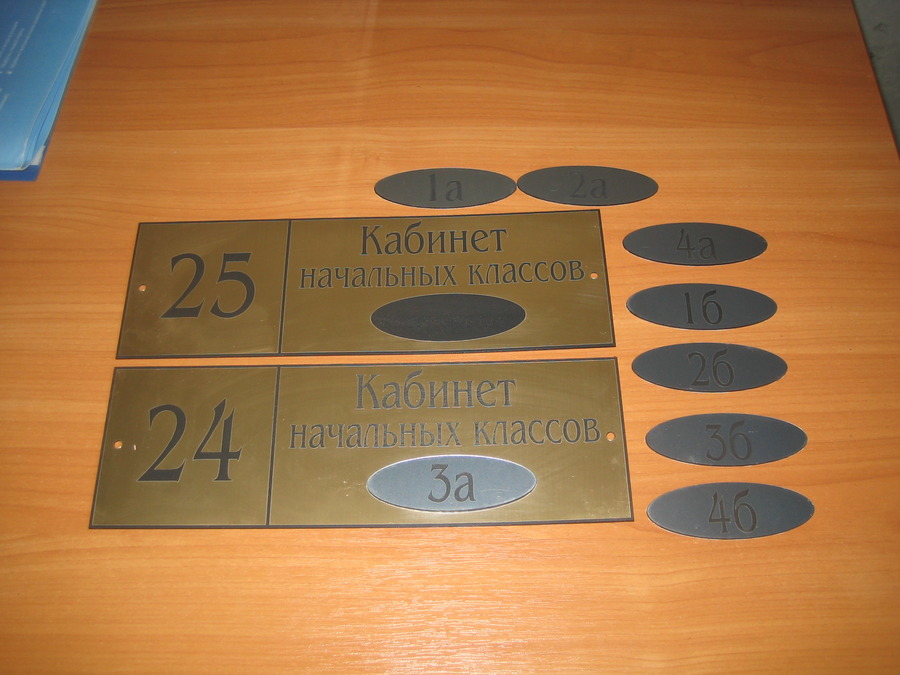 1а
2а
25
Кабинет
начальных классов
4а
1б
2б
24
Кабинет
начальных классов
3а
3б
4б